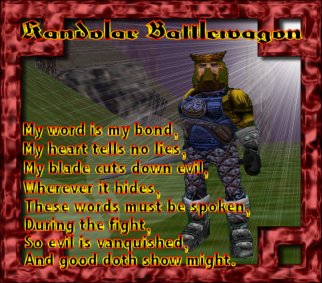 Kandolar Battlewagon
My word is my bond,
My heart tells no lies,
My blade cuts down evil,
Wherever it hides,
These words must be spoken,
During the fight,
So evil is vanquished,
And good doth show might.